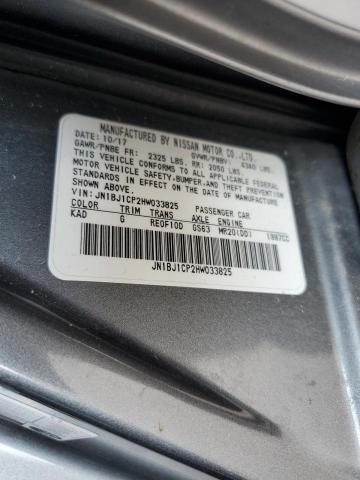 MANUFACTURED BY NISSAN MOTOR CO.,LTD.
DATE: 10/17 GVWR/PNBV: 4380 LBS.
GAWR/PNBE FR: 2325 LBS. RR: 2050 LBS.
THIS VEHICLE CONFORMS TO ALL APPLICABLE FEDERAL
MOTOR VEHICLE SAFETY, BUMPER, AND THEFT PREVENTION
STANDARDS IN EFFECT ON THE DATE OF MANUFACTURE
SHOWN ABOVE.
VIN: JN1BJ1CP2HW033825 PASSENGER CAR
COLOR TRIM TRANS AXLE ENGINE
KAD G RE0F10D GS63 MR20(DD) 1997CC
JN1BJ1CP2HW033825